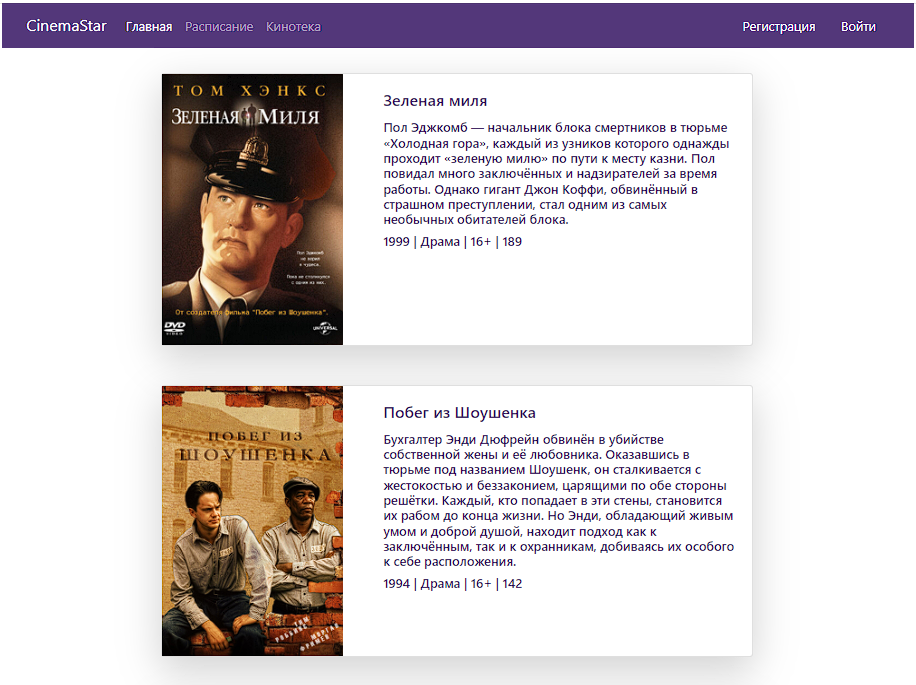 CinemaStar Главная Расписание Кинотека Регистрация Войти
ТОМ ХЭНКС
ЗЕЛЕНАЯ МИЛЯ
Пол Эджкомб
не верил
в чудеса.
Пока не столкнулся
с одним из них.
От создателя фильма "Побег из Шоушенка".
DVD
VIDEO
UNIVERSAL
Зеленая миля
Пол Эджкомб — начальник блока смертников в тюрьме
«Холодная гора», каждый из узников которого однажды
проходит «зеленую милю» по пути к месту казни. Пол
повидал много заключённых и надзирателей за время
работы. Однако гигант Джон Коффи, обвинённый в
страшном преступлении, стал одним из самых
необычных обитателей блока.
1999 | Драма | 16+ | 189
ПОБЕГ ИЗ
ШОУШЕНКА
ТИМ
РОББИНС
МОРГАН
ФРИМЕН
Побег из Шоушенка
Бухгалтер Энди Дюфрейн обвинён в убийстве
собственной жены и её любовника. Оказавшись в
тюрьме под названием Шоушенк, он сталкивается с
жестокостью и беззаконием, царящими по обе стороны
решётки. Каждый, кто попадает в эти стены, становится
их рабом до конца жизни. Но Энди, обладающий живым
умом и доброй душой, находит подход как к
заключённым, так и к охранникам, добиваясь их особого
к себе расположения.
1994 | Драма | 16+ | 142